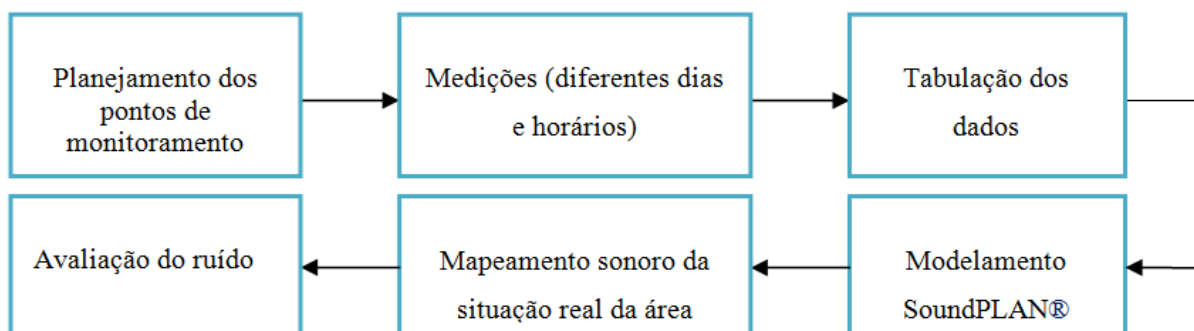 Planejamento dos
pontos de
monitoramento
Medições (diferentes dias
e horários)
Tabulação dos
dados
Modelamento
SoundPLAN®
Mapeamento sonoro da
situação real da área
Avaliação do ruído